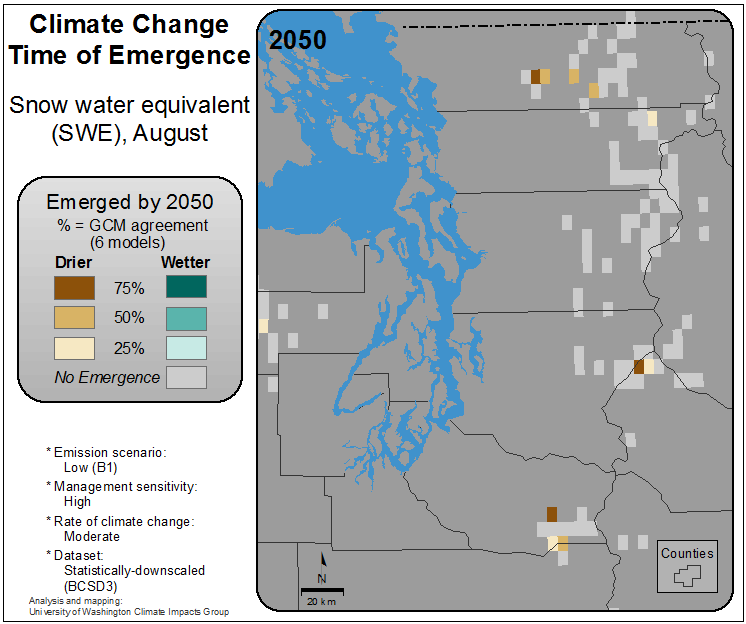 Climate Change
Time of Emergence
Snow water equivalent
(SWE), August
Emerged by 2050
% = GCM agreement
(6 models)
Drier Wetter
75%
50%
25%
No Emergence
* Emission scenario:
Low (B1)
* Management sensitivity:
High
* Rate of climate change:
Moderate
* Dataset:
Statistically-downscaled
(BCSD3)
Analysis and mapping:
University of Washington Climate Impacts Group
2050
N
20 km
Counties